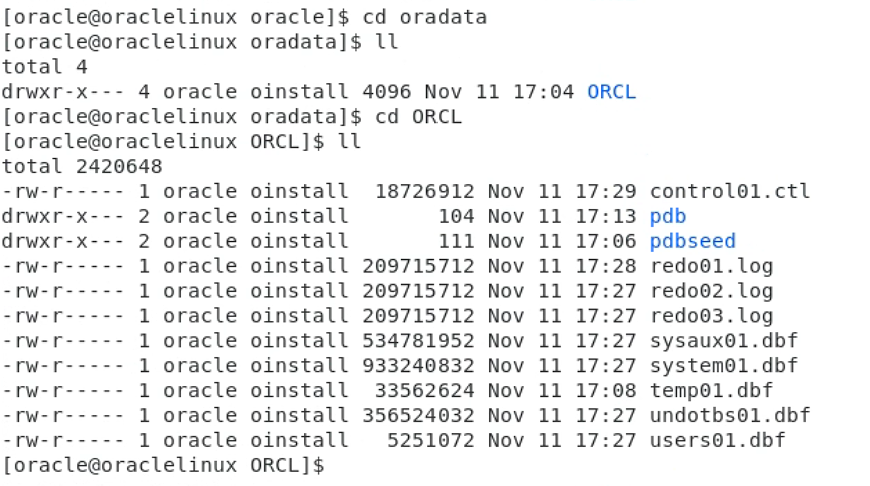 [oracle@oraclelinux oracle]$ cd oradata
[oracle@oraclelinux oradata]$ ll
total 4
drwxr-x--- 4 oracle oinstall 4096 Nov 11 17:04 ORCL
[oracle@oraclelinux oradata]$ cd ORCL
[oracle@oraclelinux ORCL]$ ll
total 2420648
-rw-r----- 1 oracle oinstall  18726912 Nov 11 17:29 control01.ctl
drwxr-x--- 2 oracle oinstall       104 Nov 11 17:13 pdb
drwxr-x--- 2 oracle oinstall       111 Nov 11 17:06 pdbseed
-rw-r----- 1 oracle oinstall 209715712 Nov 11 17:28 redo01.log
-rw-r----- 1 oracle oinstall 209715712 Nov 11 17:27 redo02.log
-rw-r----- 1 oracle oinstall 209715712 Nov 11 17:27 redo03.log
-rw-r----- 1 oracle oinstall 534781952 Nov 11 17:27 sysaux01.dbf
-rw-r----- 1 oracle oinstall 933240832 Nov 11 17:27 system01.dbf
-rw-r----- 1 oracle oinstall  33562624 Nov 11 17:08 temp01.dbf
-rw-r----- 1 oracle oinstall 356524032 Nov 11 17:27 undotbs01.dbf
-rw-r----- 1 oracle oinstall   5251072 Nov 11 17:27 users01.dbf
[oracle@oraclelinux ORCL]$